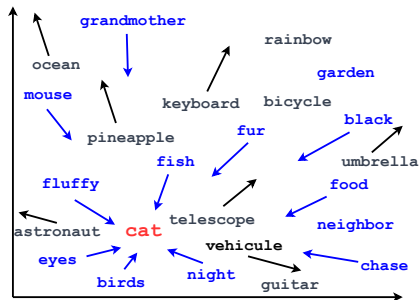 grandmother
rainbow
ocean
garden
mouse
keyboard
bicycle
black
pineapple
fur
umbrella
fish
fluffy
food
telescope
astronaut
cat
neighbor
vehicule
eyes
night
chase
birds
guitar